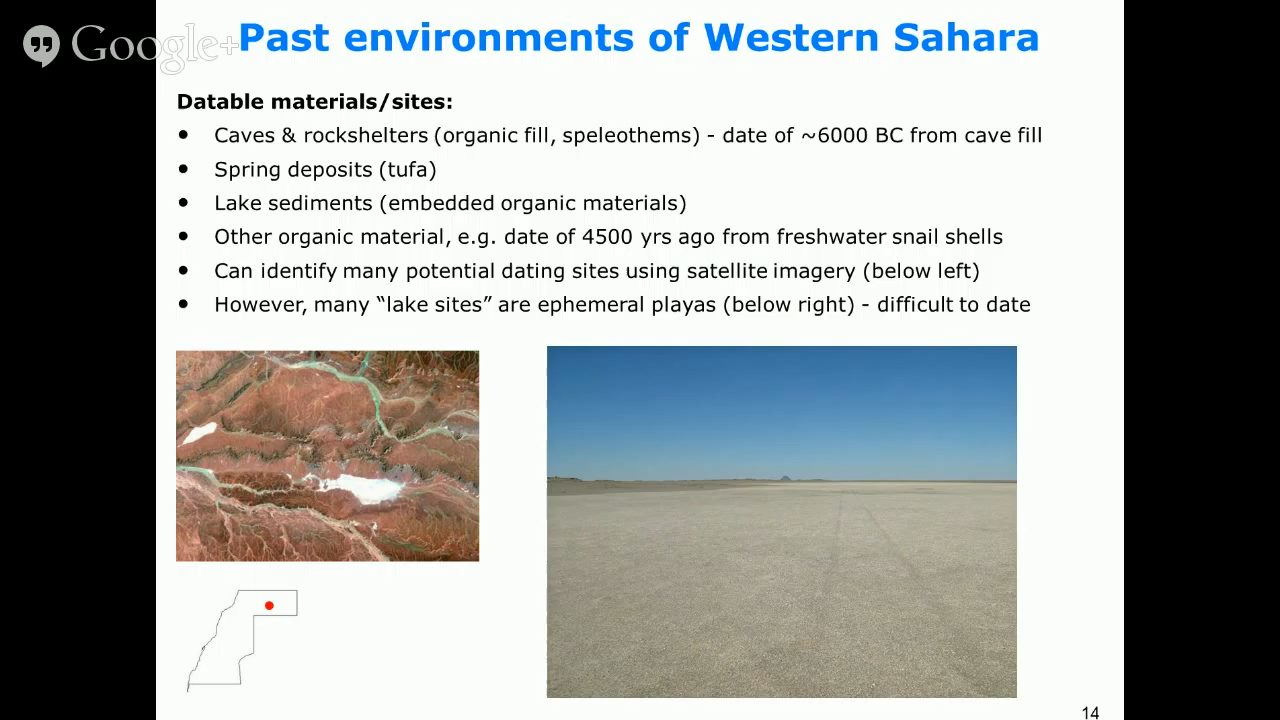 Google+
Past environments of Western Sahara
Datable materials/sites:
• Caves & rockshelters (organic fill, speleothems) - date of ~6000 BC from cave fill
• Spring deposits (tufa)
• Lake sediments (embedded organic materials)
• Other organic material, e.g. date of 4500 yrs ago from freshwater snail shells
• Can identify many potential dating sites using satellite imagery (below left)
• However, many “lake sites” are ephemeral playas (below right) - difficult to date
14